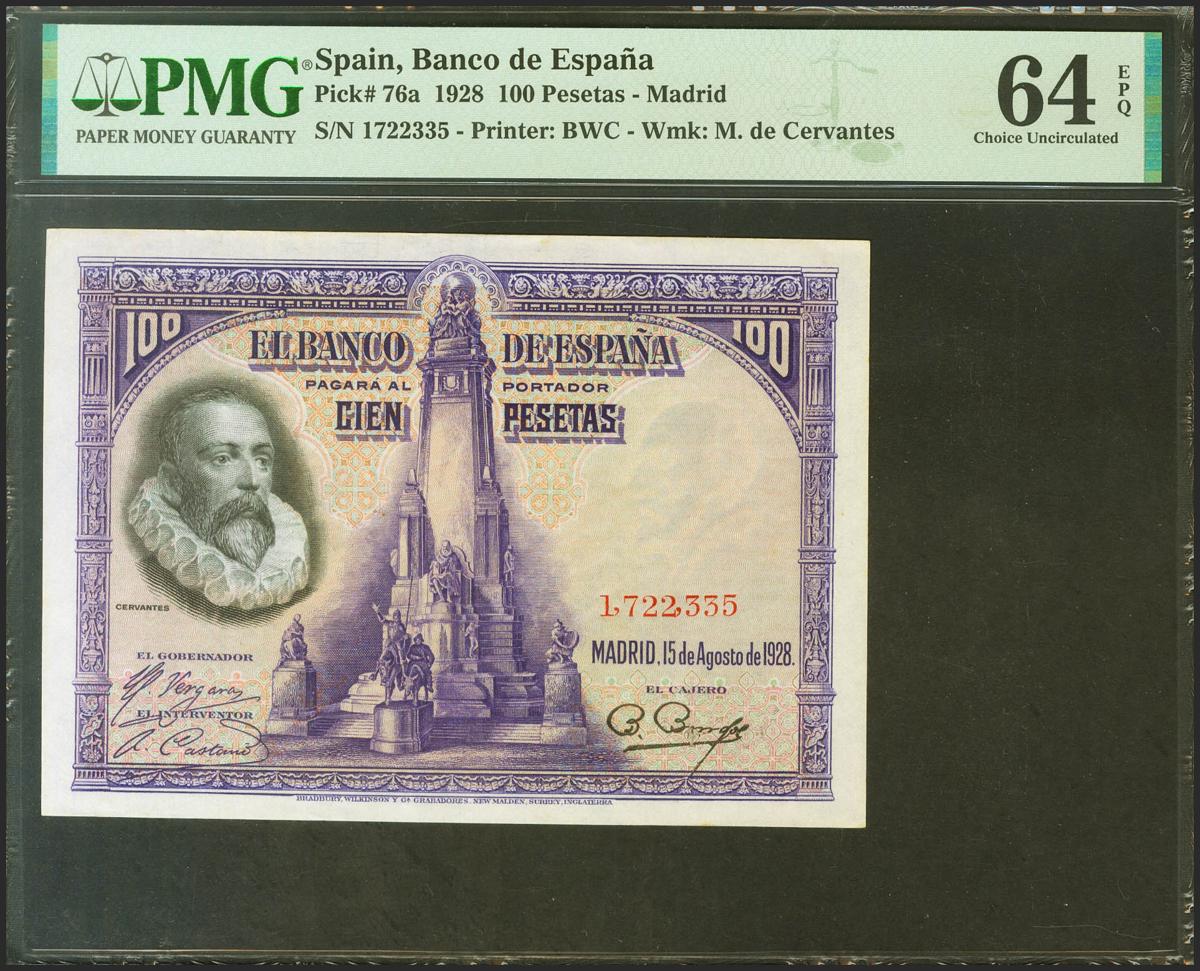 PMG®
PAPER MONEY GUARANTY
Spain, Banco de España
Pick# 76a 1928 100 Pesetas - Madrid
S/N 1722335 - Printer: BWC - Wmk: M. de Cervantes
64
EPQ
Choice Uncirculated
100
100
EL BANCO DE ESPAÑA
PAGARÁ AL PORTADOR
CIEN PESETAS
CERVANTES
1,722,335
MADRID, 15 de Agosto de 1928.
EL GOBERNADOR
Vergara
EL INTERVENTOR
A. Castaño
EL CAJERO
BRADBURY, WILKINSON Y Cª. GRABADORES. NEW MALDEN, SURREY, INGLATERRA